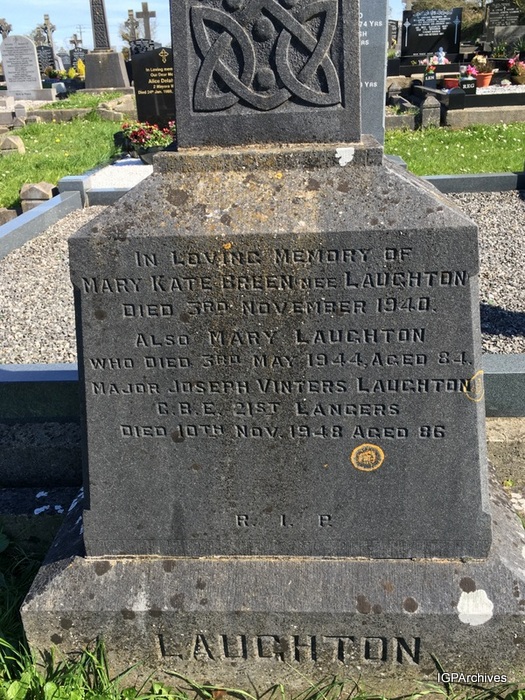 IN LOVING MEMORY OF
MARY KATE BREEN NEE LAUGHTON
DIED 3RD NOVEMBER 1940.
ALSO MARY LAUGHTON
WHO DIED 3RD MAY 1944, AGED 84.
MAJOR JOSEPH VINTERS LAUGHTON
C.B.E. 21ST LANCERS
DIED 10TH NOV. 1948 AGED 86
R. I. P.
LAUGHTON
IGPArchives